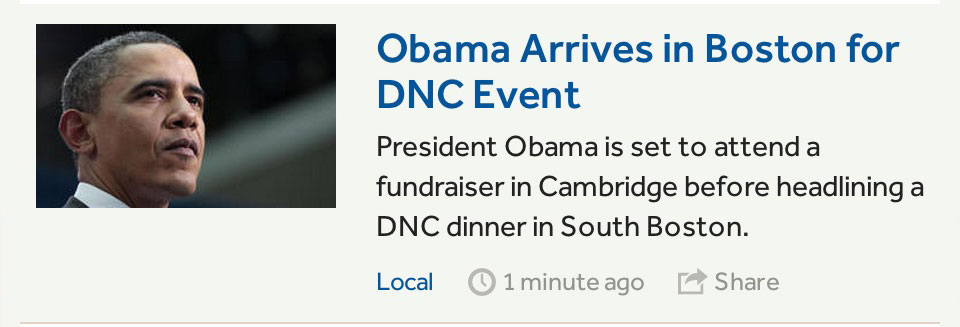 Obama Arrives in Boston for
DNC Event
President Obama is set to attend a
fundraiser in Cambridge before headlining a
DNC dinner in South Boston.
Local 1 minute ago Share